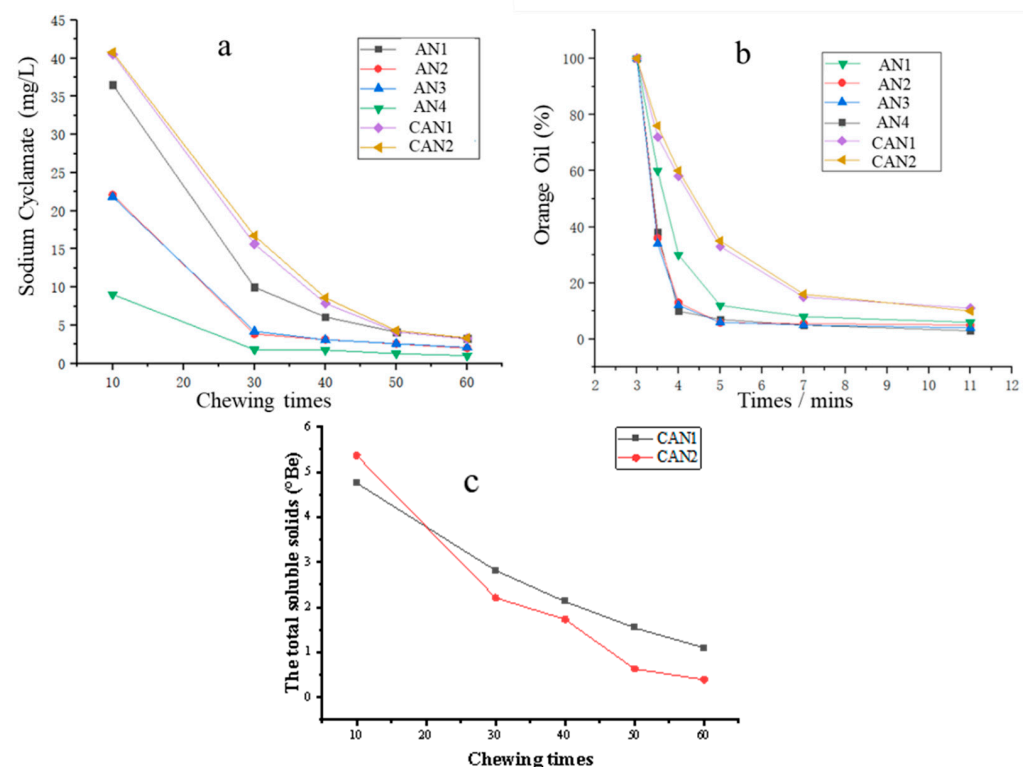 a
Sodium Cyclamate (mg/L)
45
40
35
30
25
20
15
10
5
0
AN1
AN2
AN3
AN4
CAN1
CAN2
10 20 30 40 50 60
Chewing times
b
Orange Oil (%)
100
80
60
40
20
0
AN1
AN2
AN3
AN4
CAN1
CAN2
2 3 4 5 6 7 8 9 10 11 12
Times / mins
c
The total soluble solids (°Be)
6
5
4
3
2
1
0
CAN1
CAN2
10 20 30 40 50 60
Chewing times